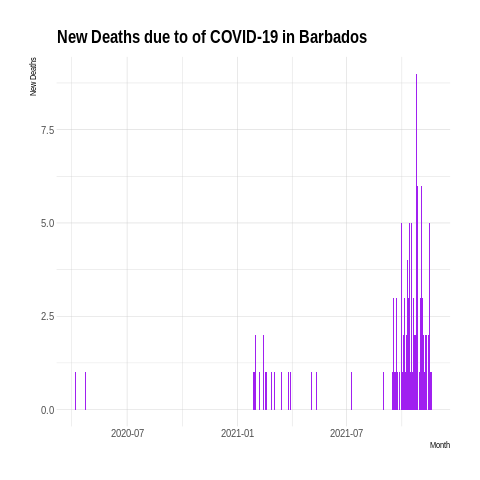 New Deaths due to of COVID-19 in Barbados
New Deaths
7.5
5.0
2.5
0.0
2020-07
2021-01
2021-07
Month